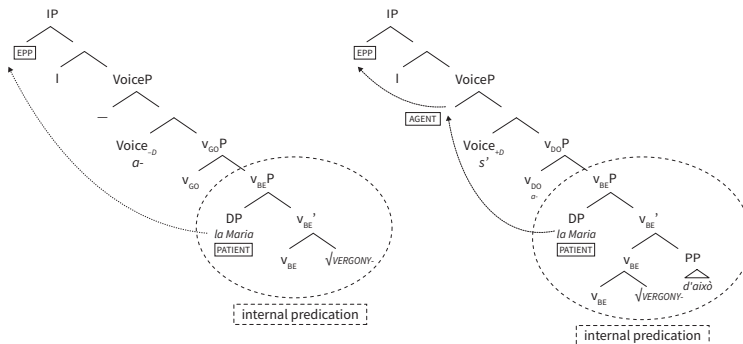 IP
EPP
I
VoiceP
—
Voice₋D
a-
vGOP
vGO
vBEP
DP
la Maria
PATIENT
vBE’
vBE
√VERGONY-
internal predication
IP
EPP
I
VoiceP
AGENT
Voice+D
s’
vDOP
vDO
a-
vBEP
DP
la Maria
PATIENT
vBE’
vBE
PP
d’això
vBE
√VERGONY-
internal predication